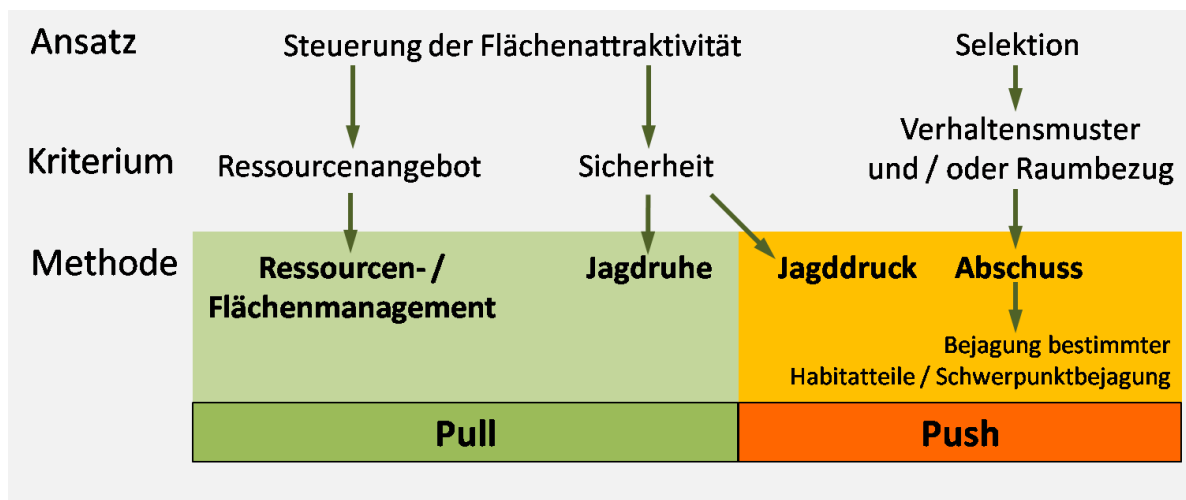 Ansatz Steuerung der Flächenattraktivität Selektion
Kriterium Ressourcenangebot Sicherheit Verhaltensmuster
und / oder Raumbezug
Methode Ressourcen- /
Flächenmanagement Jagdruhe Jagddruck Abschuss
Bejagung bestimmter
Habitatteile / Schwerpunktbejagung
Pull Push